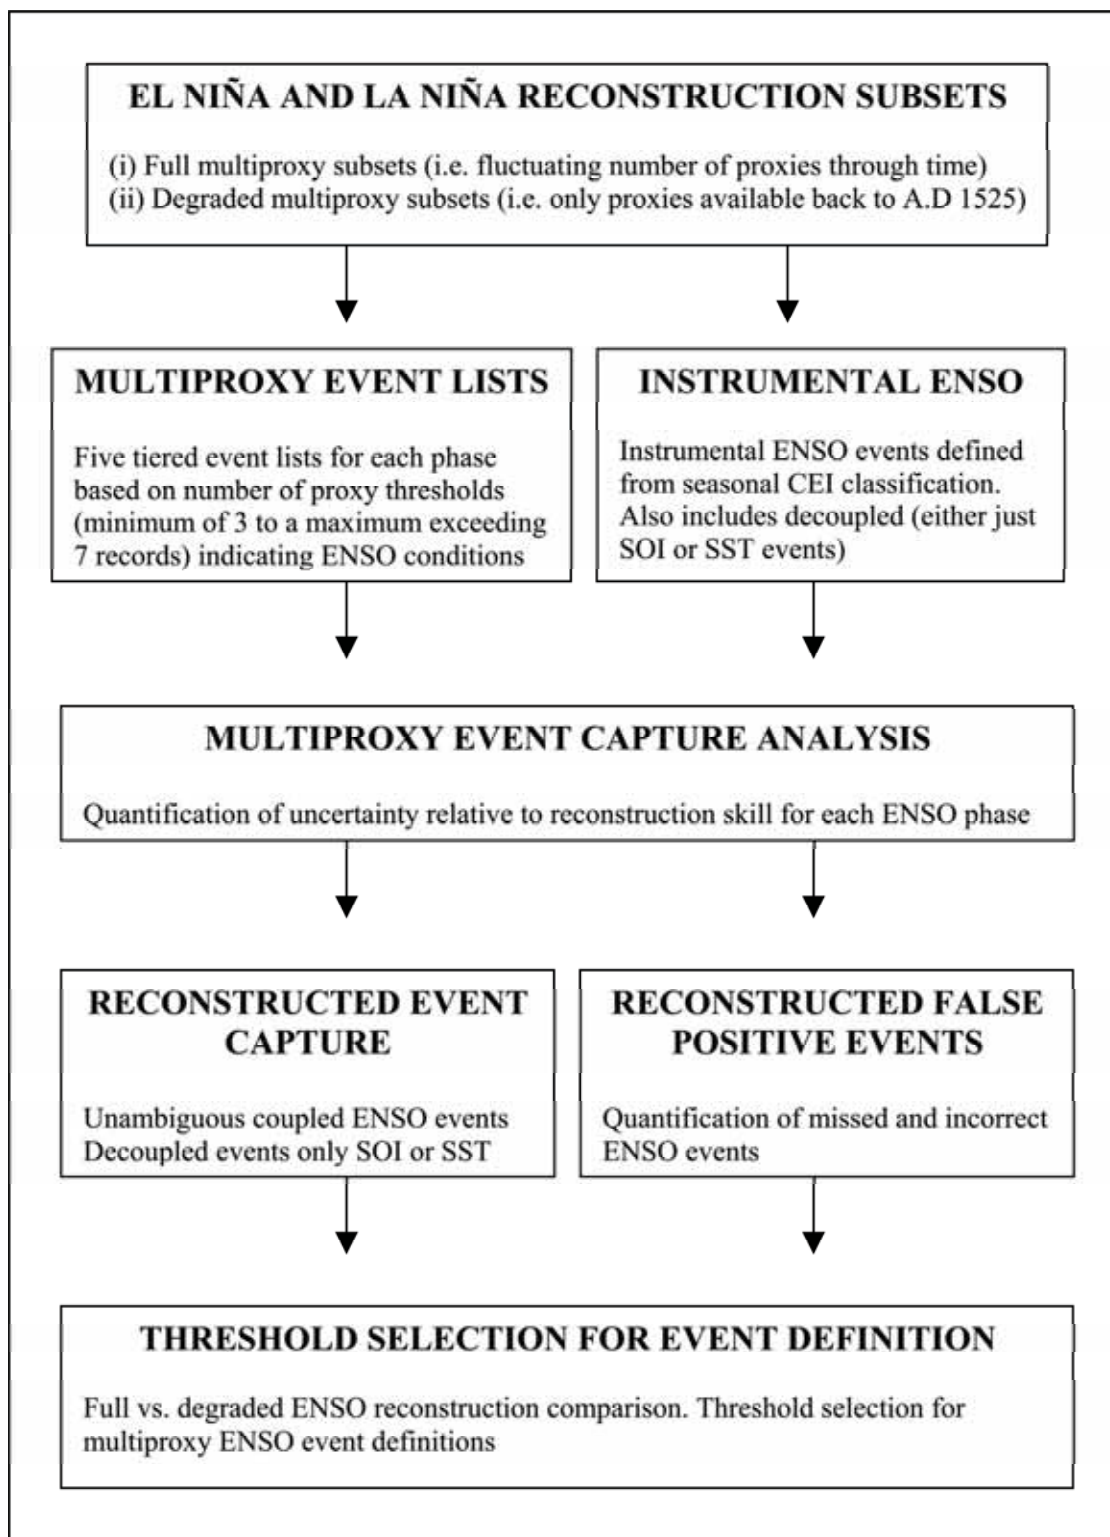 EL NIÑA AND LA NIÑA RECONSTRUCTION SUBSETS
(i) Full multiproxy subsets (i.e. fluctuating number of proxies through time)
(ii) Degraded multiproxy subsets (i.e. only proxies available back to A.D 1525)
MULTIPROXY EVENT LISTS
Five tiered event lists for each phase
based on number of proxy thresholds
(minimum of 3 to a maximum exceeding
7 records) indicating ENSO conditions
INSTRUMENTAL ENSO
Instrumental ENSO events defined
from seasonal CEI classification.
Also includes decoupled (either just
SOI or SST events)
MULTIPROXY EVENT CAPTURE ANALYSIS
Quantification of uncertainty relative to reconstruction skill for each ENSO phase
RECONSTRUCTED EVENT
CAPTURE
Unambiguous coupled ENSO events
Decoupled events only SOI or SST
RECONSTRUCTED FALSE
POSITIVE EVENTS
Quantification of missed and incorrect
ENSO events
THRESHOLD SELECTION FOR EVENT DEFINITION
Full vs. degraded ENSO reconstruction comparison. Threshold selection for
multiproxy ENSO event definitions